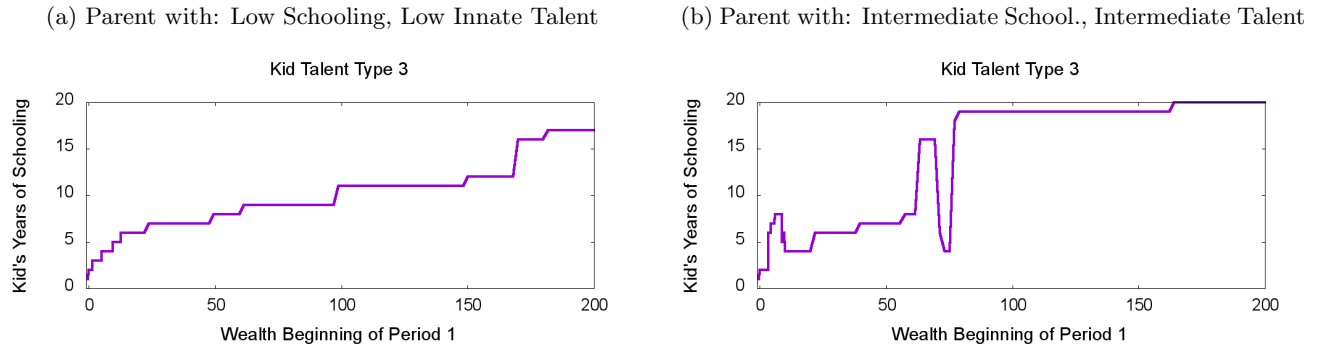 (a) Parent with: Low Schooling, Low Innate Talent
Kid Talent Type 3
Kid's Years of Schooling
20
15
10
5
0
0 50 100 150 200
Wealth Beginning of Period 1
(b) Parent with: Intermediate School., Intermediate Talent
Kid Talent Type 3
Kid's Years of Schooling
20
15
10
5
0
0 50 100 150 200
Wealth Beginning of Period 1